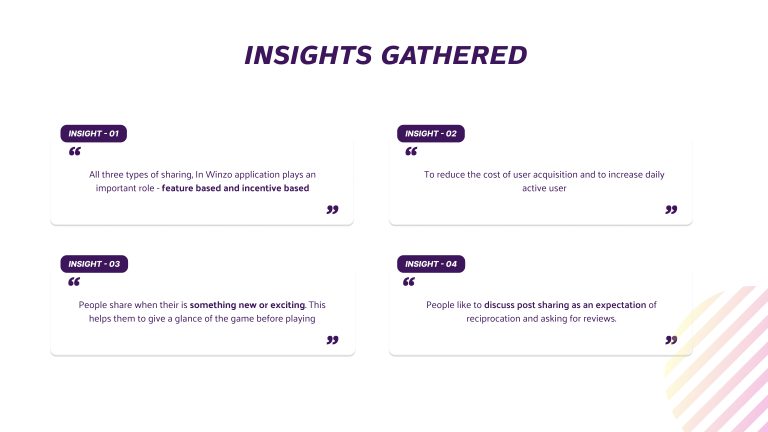 INSIGHTS GATHERED
INSIGHT - 01
“
All three types of sharing, In Winzo application plays an
important role - feature based and incentive based
”
INSIGHT - 02
“
To reduce the cost of user acquisition and to increase daily
active user
”
INSIGHT - 03
“
People share when their is something new or exciting. This
helps them to give a glance of the game before playing
”
INSIGHT - 04
“
People like to discuss post sharing as an expectation of
reciprocation and asking for reviews.
”